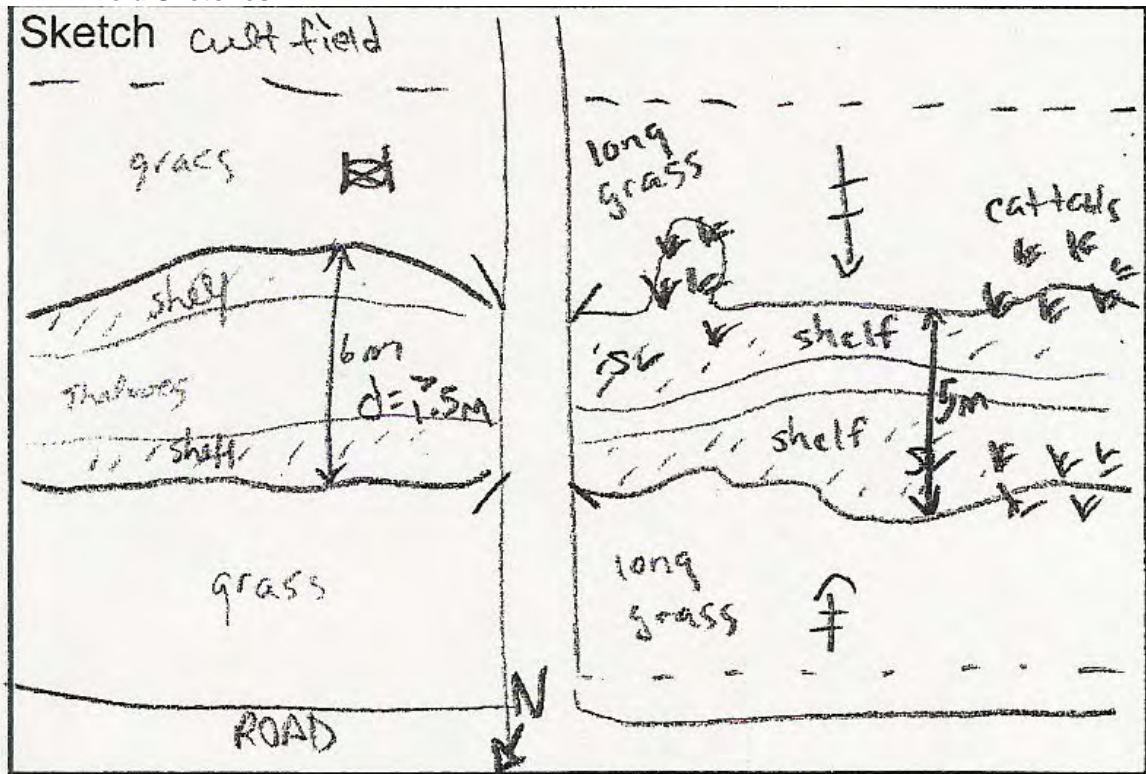 Sketch cult field
grass
shelf
6m
Thalweg
d=?.5m
shelf
grass
ROAD
N
long
grass
cattails
shelf
5m
shelf
long
grass